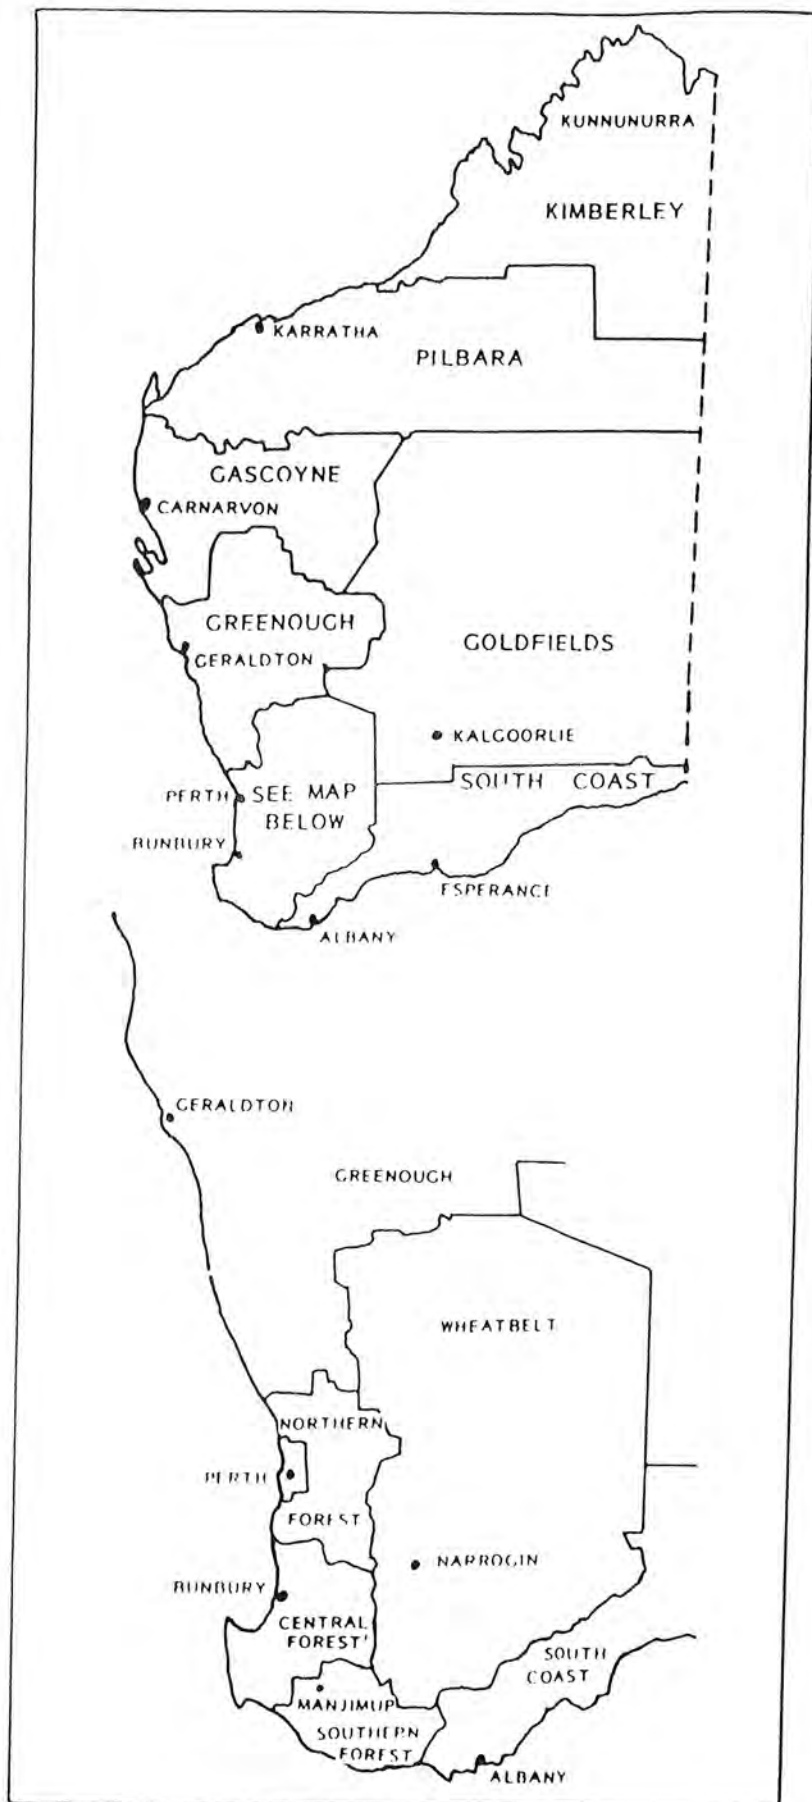 KUNNUNURRA
KIMBERLEY
KARRATHA
PILBARA
GASCOYNE
CARNARVON
GREENOUGH
GERALDTON
GOLDFIELDS
KALGOORLIE
SOUTH COAST
PERTH
SEE MAP
BELOW
BUNBURY
ESPERANCE
ALBANY
GERALDTON
GREENOUGH
WHEATBELT
NORTHERN
PERTH
FOREST
NARROGIN
BUNBURY
CENTRAL
FOREST'
SOUTH
COAST
MANJIMUP
SOUTHERN
FOREST
ALBANY